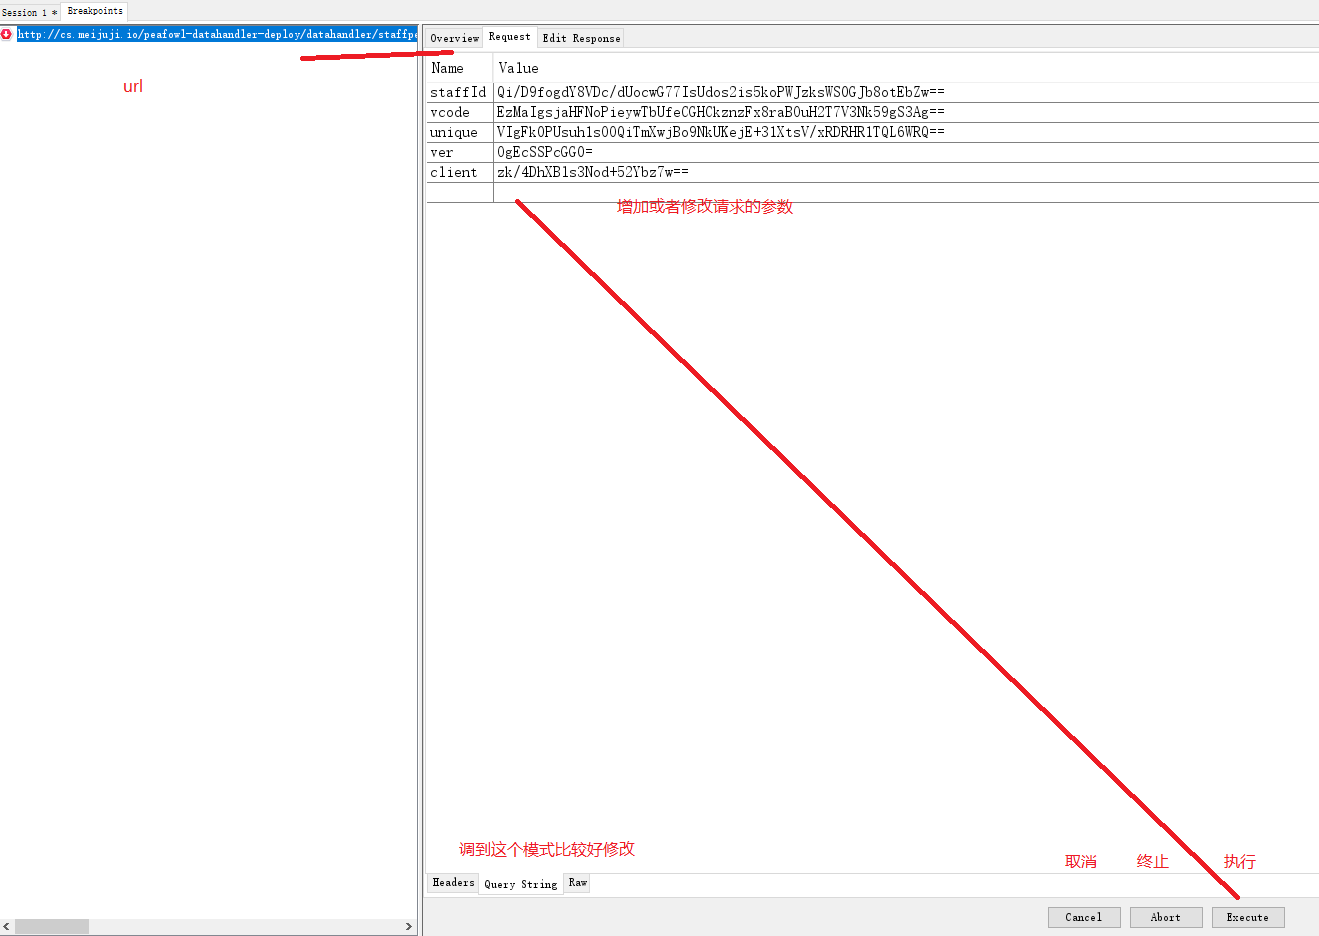 Session 1 * Breakpoints
http://cs.meijuji.io/peafowl-datahandler-deploy/datahandler/staffpe
url
Overview Request Edit Response
Name Value
staffId Qi/D9fogdY8VDc/dUocwG77IsUdos2is5koPWJzksWS0GJb8otEbZw==
vcode EzMaIgsjaHFNoPieywTbUfeCGHCkznzFx8raB0uH2T7V3Nk59gS3Ag==
unique VIgFk0PUsuhls00QiTmXwjBo9NkUKejE+31XtsV/xRDRHR1TQL6WRQ==
ver 0gEcSSPcGG0=
client zk/4DhXBls3Nod+52Ybz7w==
增加或者修改请求的参数
调到这个模式比较好修改
取消 终止 执行
Headers Query String Raw
Cancel Abort Execute